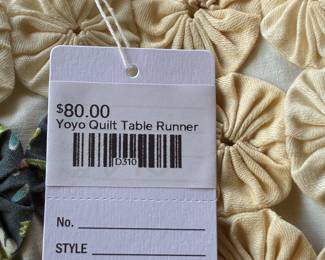 $80.00
Yoyo Quilt Table Runner
D310
No.
STYLE